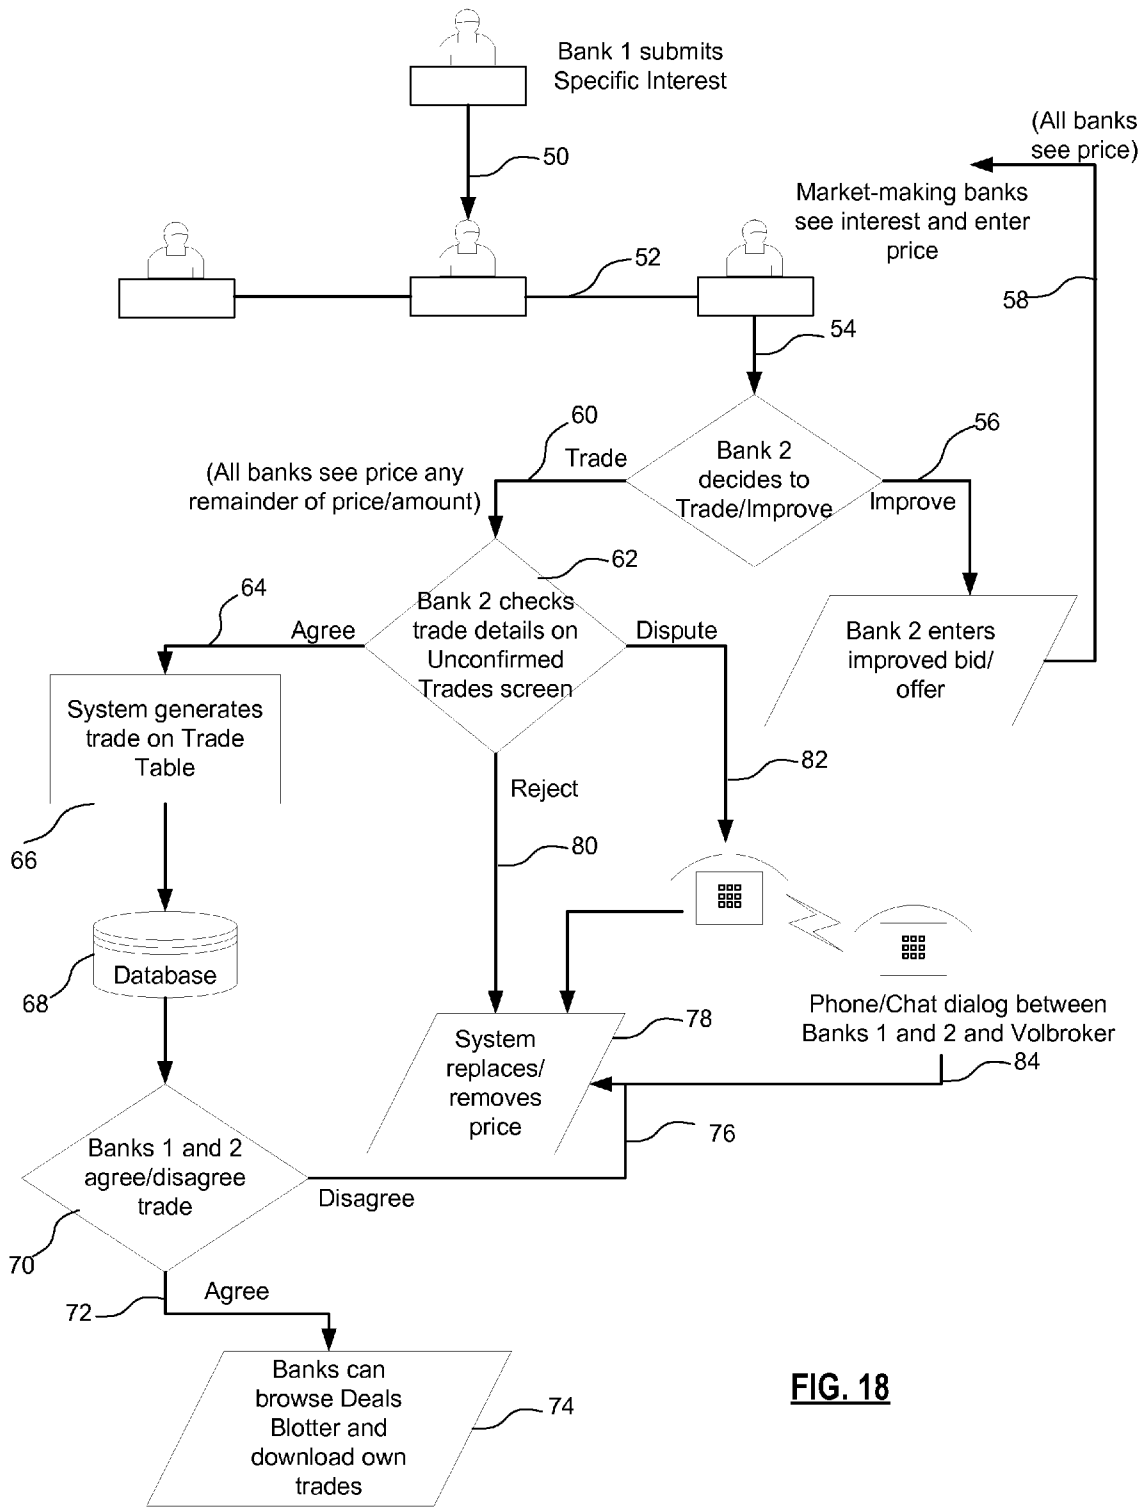 Bank 1 submits
Specific Interest
50
(All banks
see price)
Market-making banks
see interest and enter
price
52
58
54
60
56
Trade
Bank 2
decides to
Trade/Improve
Improve
(All banks see price any
remainder of price/amount)
62
64
Agree
Bank 2 checks
trade details on
Unconfirmed
Trades screen
Dispute
Bank 2 enters
improved bid/
offer
System generates
trade on Trade
Table
82
Reject
66
80
Database
68
Phone/Chat dialog between
Banks 1 and 2 and Volbroker
78
System
replaces/
removes
price
84
76
Banks 1 and 2
agree/disagree
trade
Disagree
70
72
Agree
Banks can
browse Deals
Blotter and
download own
trades
74
FIG. 18